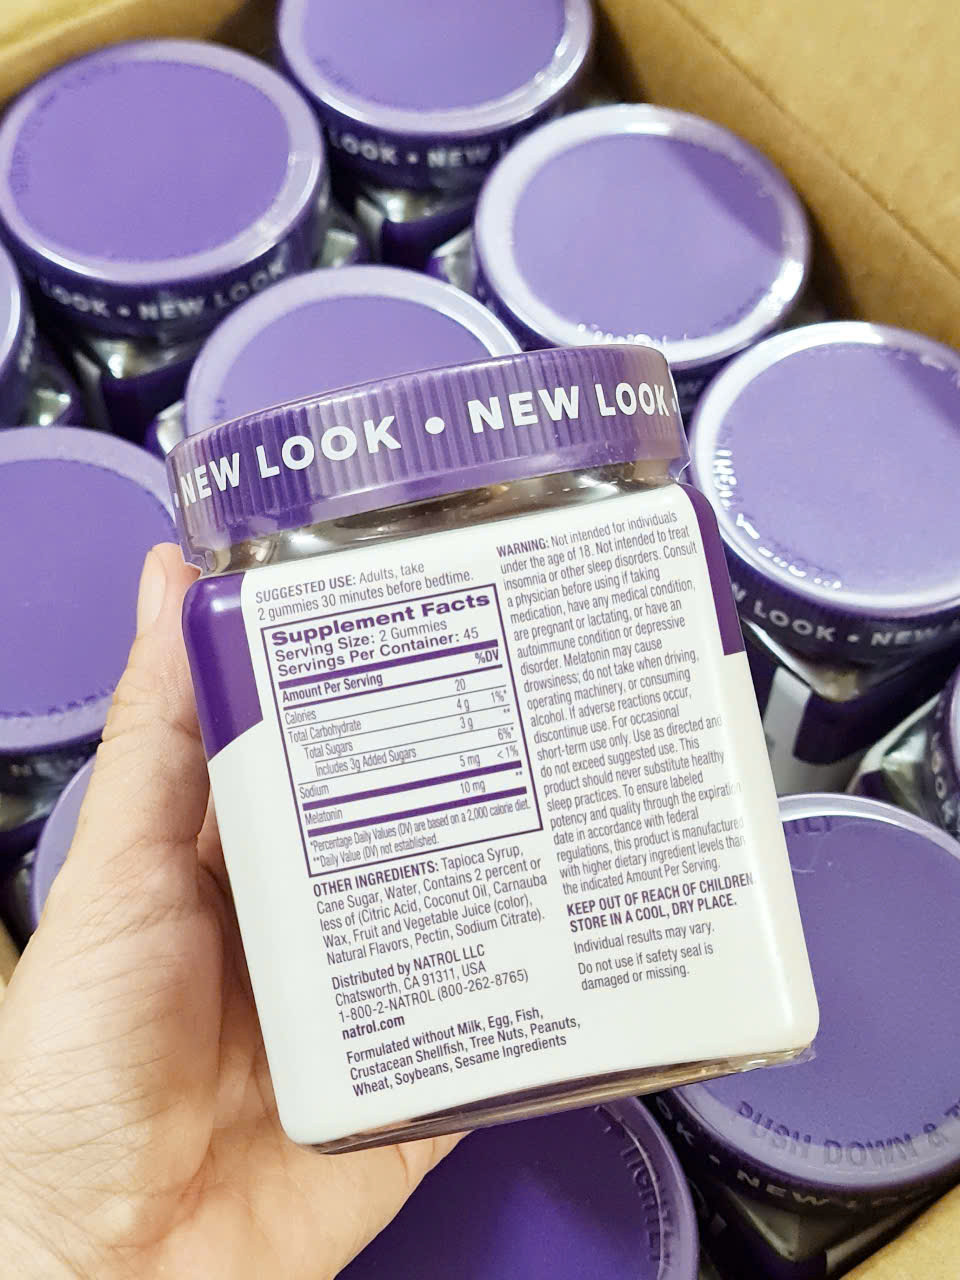 LOOK • NEW
LOOK • NEW LOOK
NEW LOOK • NEW LOOK
LOOK • NEW
SUGGESTED USE: Adults, take
2 gummies 30 minutes before bedtime.
Supplement Facts
Serving Size: 2 Gummies
Servings Per Container: 45
Amount Per Serving %DV
Calories 20
Total Carbohydrate 4 g 1%*
Total Sugars 3 g **
Includes 3g Added Sugars 6%*
Sodium 5 mg <1%
Melatonin 10 mg **
*Percentage Daily Values (DV) are based on a 2,000 calorie diet.
**Daily Value (DV) not established.
OTHER INGREDIENTS: Tapioca Syrup,
Cane Sugar, Water, Contains 2 percent or
less of (Citric Acid, Coconut Oil, Carnauba
Wax, Fruit and Vegetable Juice (color),
Natural Flavors, Pectin, Sodium Citrate).
Distributed by NATROL LLC
Chatsworth, CA 91311, USA
1-800-2-NATROL (800-262-8765)
natrol.com
Formulated without Milk, Egg, Fish,
Crustacean Shellfish, Tree Nuts, Peanuts,
Wheat, Soybeans, Sesame Ingredients
WARNING: Not intended for individuals
under the age of 18. Not intended to treat
insomnia or other sleep disorders. Consult
a physician before using if taking
medication, have any medical condition,
are pregnant or lactating, or have an
autoimmune condition or depressive
disorder. Melatonin may cause
drowsiness; do not take when driving,
operating machinery, or consuming
alcohol. If adverse reactions occur,
discontinue use. For occasional
short-term use only. Use as directed and
do not exceed suggested use. This
product should never substitute healthy
sleep practices. To ensure labeled
potency and quality through the expiration
date in accordance with federal
regulations, this product is manufactured
with higher dietary ingredient levels than
the indicated Amount Per Serving.
KEEP OUT OF REACH OF CHILDREN
STORE IN A COOL, DRY PLACE.
Individual results may vary.
Do not use if safety seal is
damaged or missing.
PUSH DOWN &
NEW
TIGHTLY